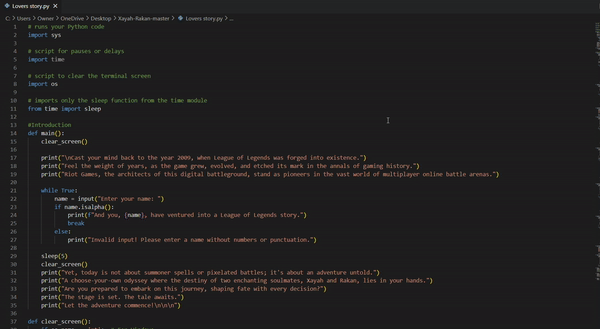 Lovers story.py
C: > Users > Owner > OneDrive > Desktop > Xayah-Rakan-master > Lovers story.py > ...
1 # runs your Python code
2 import sys
3
4 # script for pauses or delays
5 import time
6
7 # script to clear the terminal screen
8 import os
9
10 # imports only the sleep function from the time module
11 from time import sleep
12
13 #Introduction
14 def main():
15 clear_screen()
16
17 print("\nCast your mind back to the year 2009, when League of Legends was forged into existence.")
18 print("Feel the weight of years, as the game grew, evolved, and etched its mark in the annals of gaming history.")
19 print("Riot Games, the architects of this digital battleground, stand as pioneers in the vast world of multiplayer online battle arenas.")
20
21 while True:
22 name = input("Enter your name: ")
23 if name.isalpha():
24 print(f"And you, {name}, have ventured into a League of Legends story.")
25 break
26 else:
27 print("Invalid input! Please enter a name without numbers or punctuation.")
28
29 sleep(5)
30 clear_screen()
31 print("Yet, today is not about summoner spells or pixelated battles; it's about an adventure untold.")
32 print("A choose-your-own odyssey where the destiny of two enchanting soulmates, Xayah and Rakan, lies in your hands.")
33 print("Are you prepared to embark on this journey, shaping fate with every decision?")
34 print("The stage is set. The tale awaits.")
35 print("Let the adventure commence!\n\n\n")
36
37 def clear_screen():